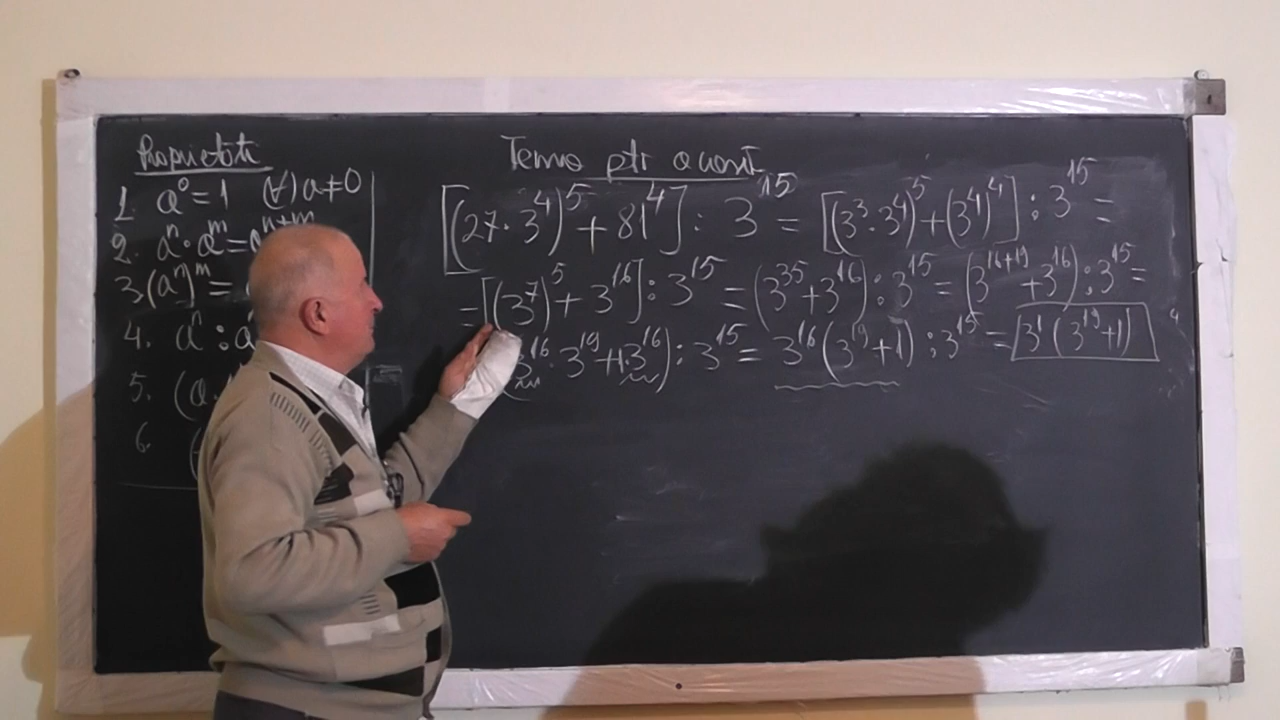 Proprietăți
1. a⁰=1 (∀) a≠0
2. aⁿ·aᵐ=aⁿ⁺ᵐ
3. (aⁿ)ᵐ=
4. aⁿ:a
5. (a
6. (
Tema ptr acasă
[(27·3⁴)⁵+81⁴]:3¹⁵=[(3³·3⁴)⁵+(3⁴)⁴]:3¹⁵=
=[(3⁷)⁵+3¹⁶]:3¹⁵=(3³⁵+3¹⁶):3¹⁵=(3¹⁶⁺¹⁹+3¹⁶):3¹⁵=
3¹⁶·3¹⁹+1·3¹⁶):3¹⁵=3¹⁶(3¹⁹+1):3¹⁵=3¹(3¹⁹+1)